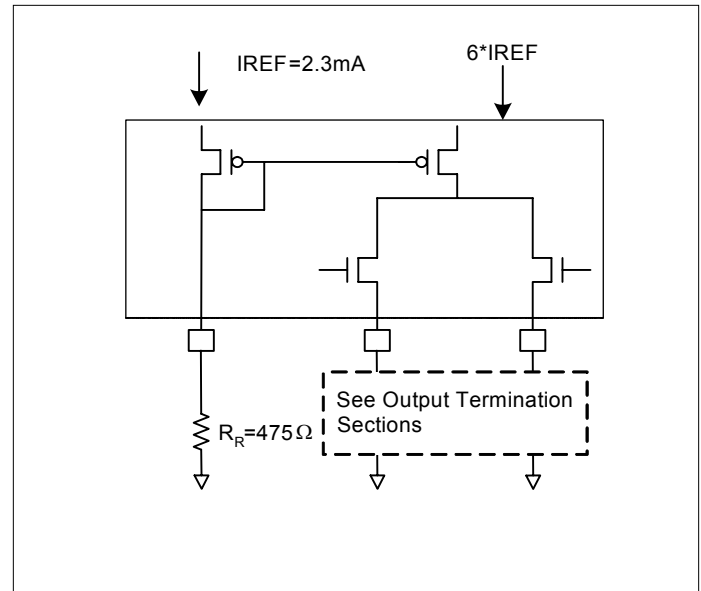 IREF=2.3mA
6*IREF
See Output Termination
Sections
R_R=475Ω